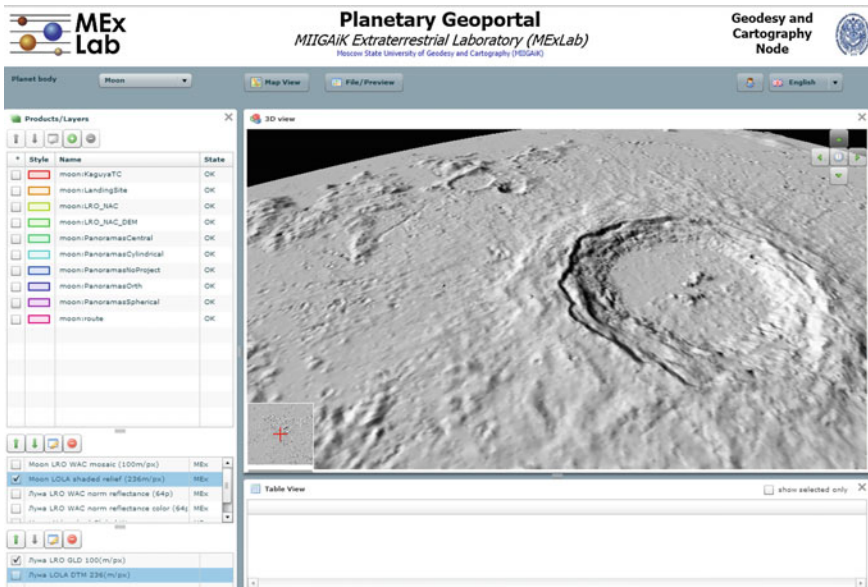 MEx
Lab
Planetary Geoportal
MIIGAiK Extraterrestrial Laboratory (MExLab)
Moscow State University of Geodesy and Cartography (MIIGAiK)
Geodesy and
Cartography
Node
Planet body
Moon
Map View
File/Preview
English
Products/Layers
3D view
* Style Name State
moon:KaguyaTC OK
moon:LandingSite OK
moon:LRO_NAC OK
moon:LRO_NAC_DEM OK
moon:PanoramasCentral OK
moon:PanoramasCylindrical OK
moon:PanoramasNoProject OK
moon:PanoramasOrth OK
moon:PanoramasSpherical OK
moon:route OK
Moon LRO WAC mosaic (100m/px) MEx
Moon LOLA shaded relief (236m/px) MEx
Луна LRO WAC norm reflectance (64p) MEx
Луна LRO WAC norm reflectance color (64p MEx
Луна LRO GLD 100(m/px)
Луна LOLA DTM 236(m/px)
Table View
show selected only